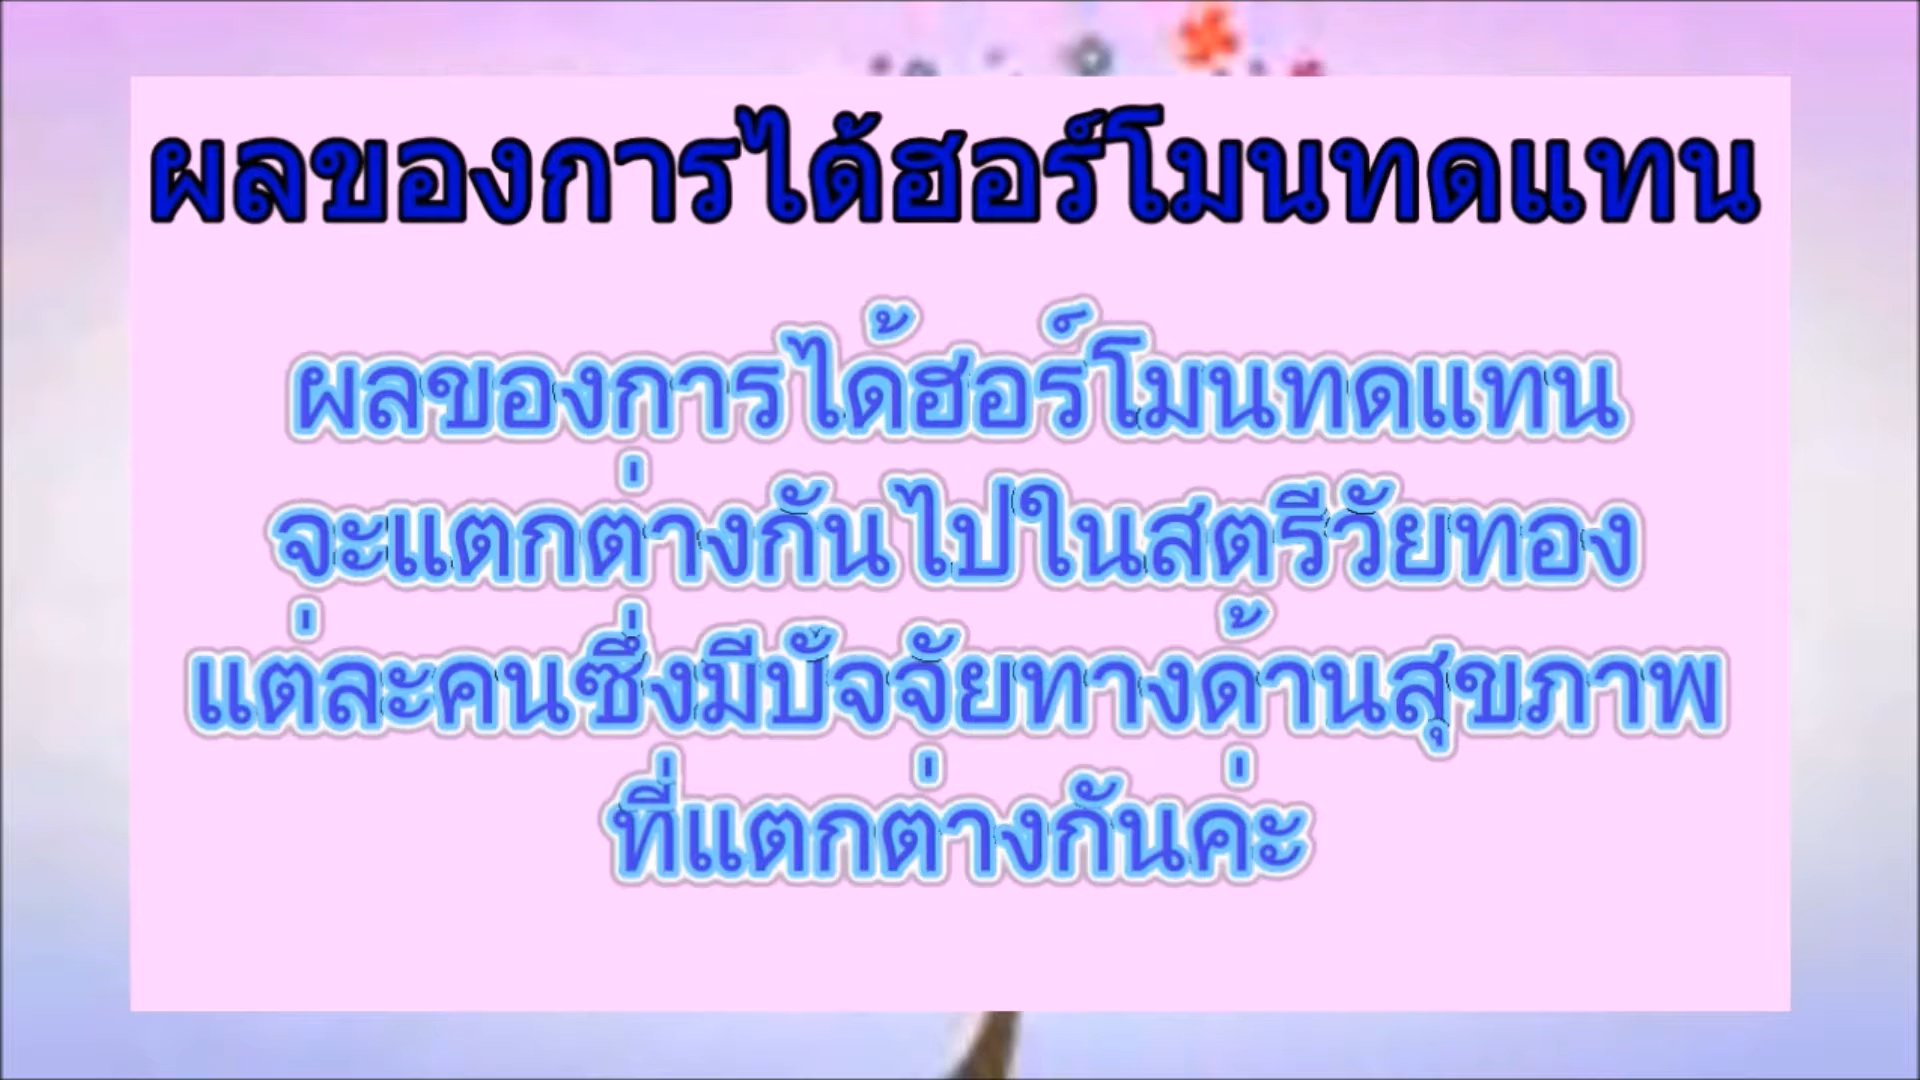 ผลของการได้ฮอร์โมนทดแทน
ผลของการได้ฮอร์โมนทดแทน
จะแตกต่างกันไปในสตรีวัยทอง
แต่ละคนซึ่งมีปัจจัยทางด้านสุขภาพ
ที่แตกต่างกันค่ะ